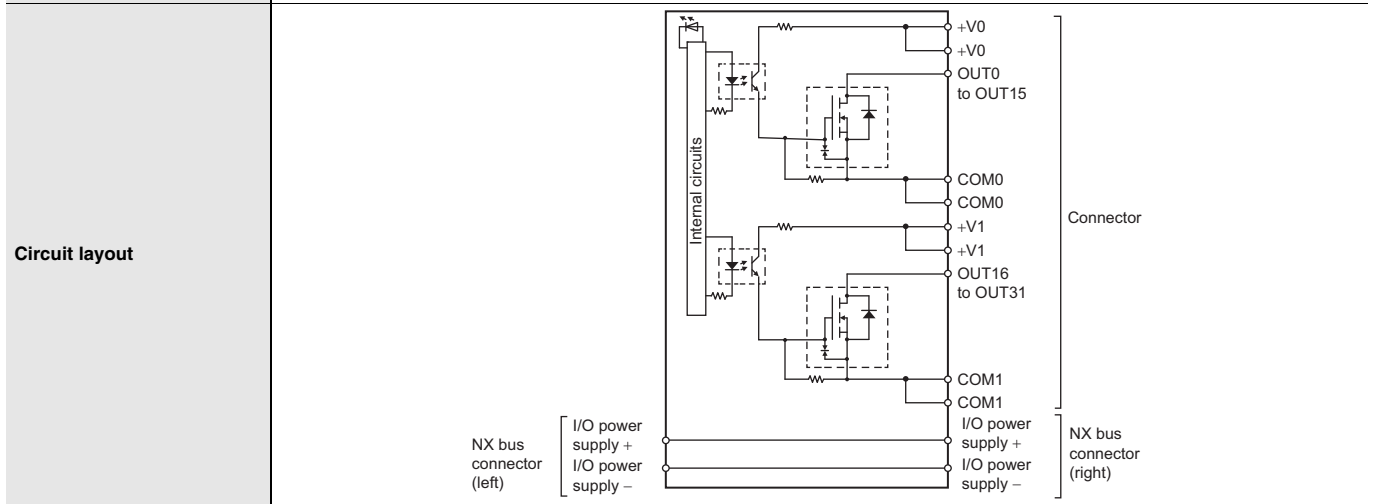 Circuit layout
Internal circuits
+V0
+V0
OUT0
to OUT15
COM0
COM0
+V1
+V1
OUT16
to OUT31
COM1
COM1
Connector
NX bus
connector
(left)
I/O power
supply +
I/O power
supply −
I/O power
supply +
I/O power
supply −
NX bus
connector
(right)